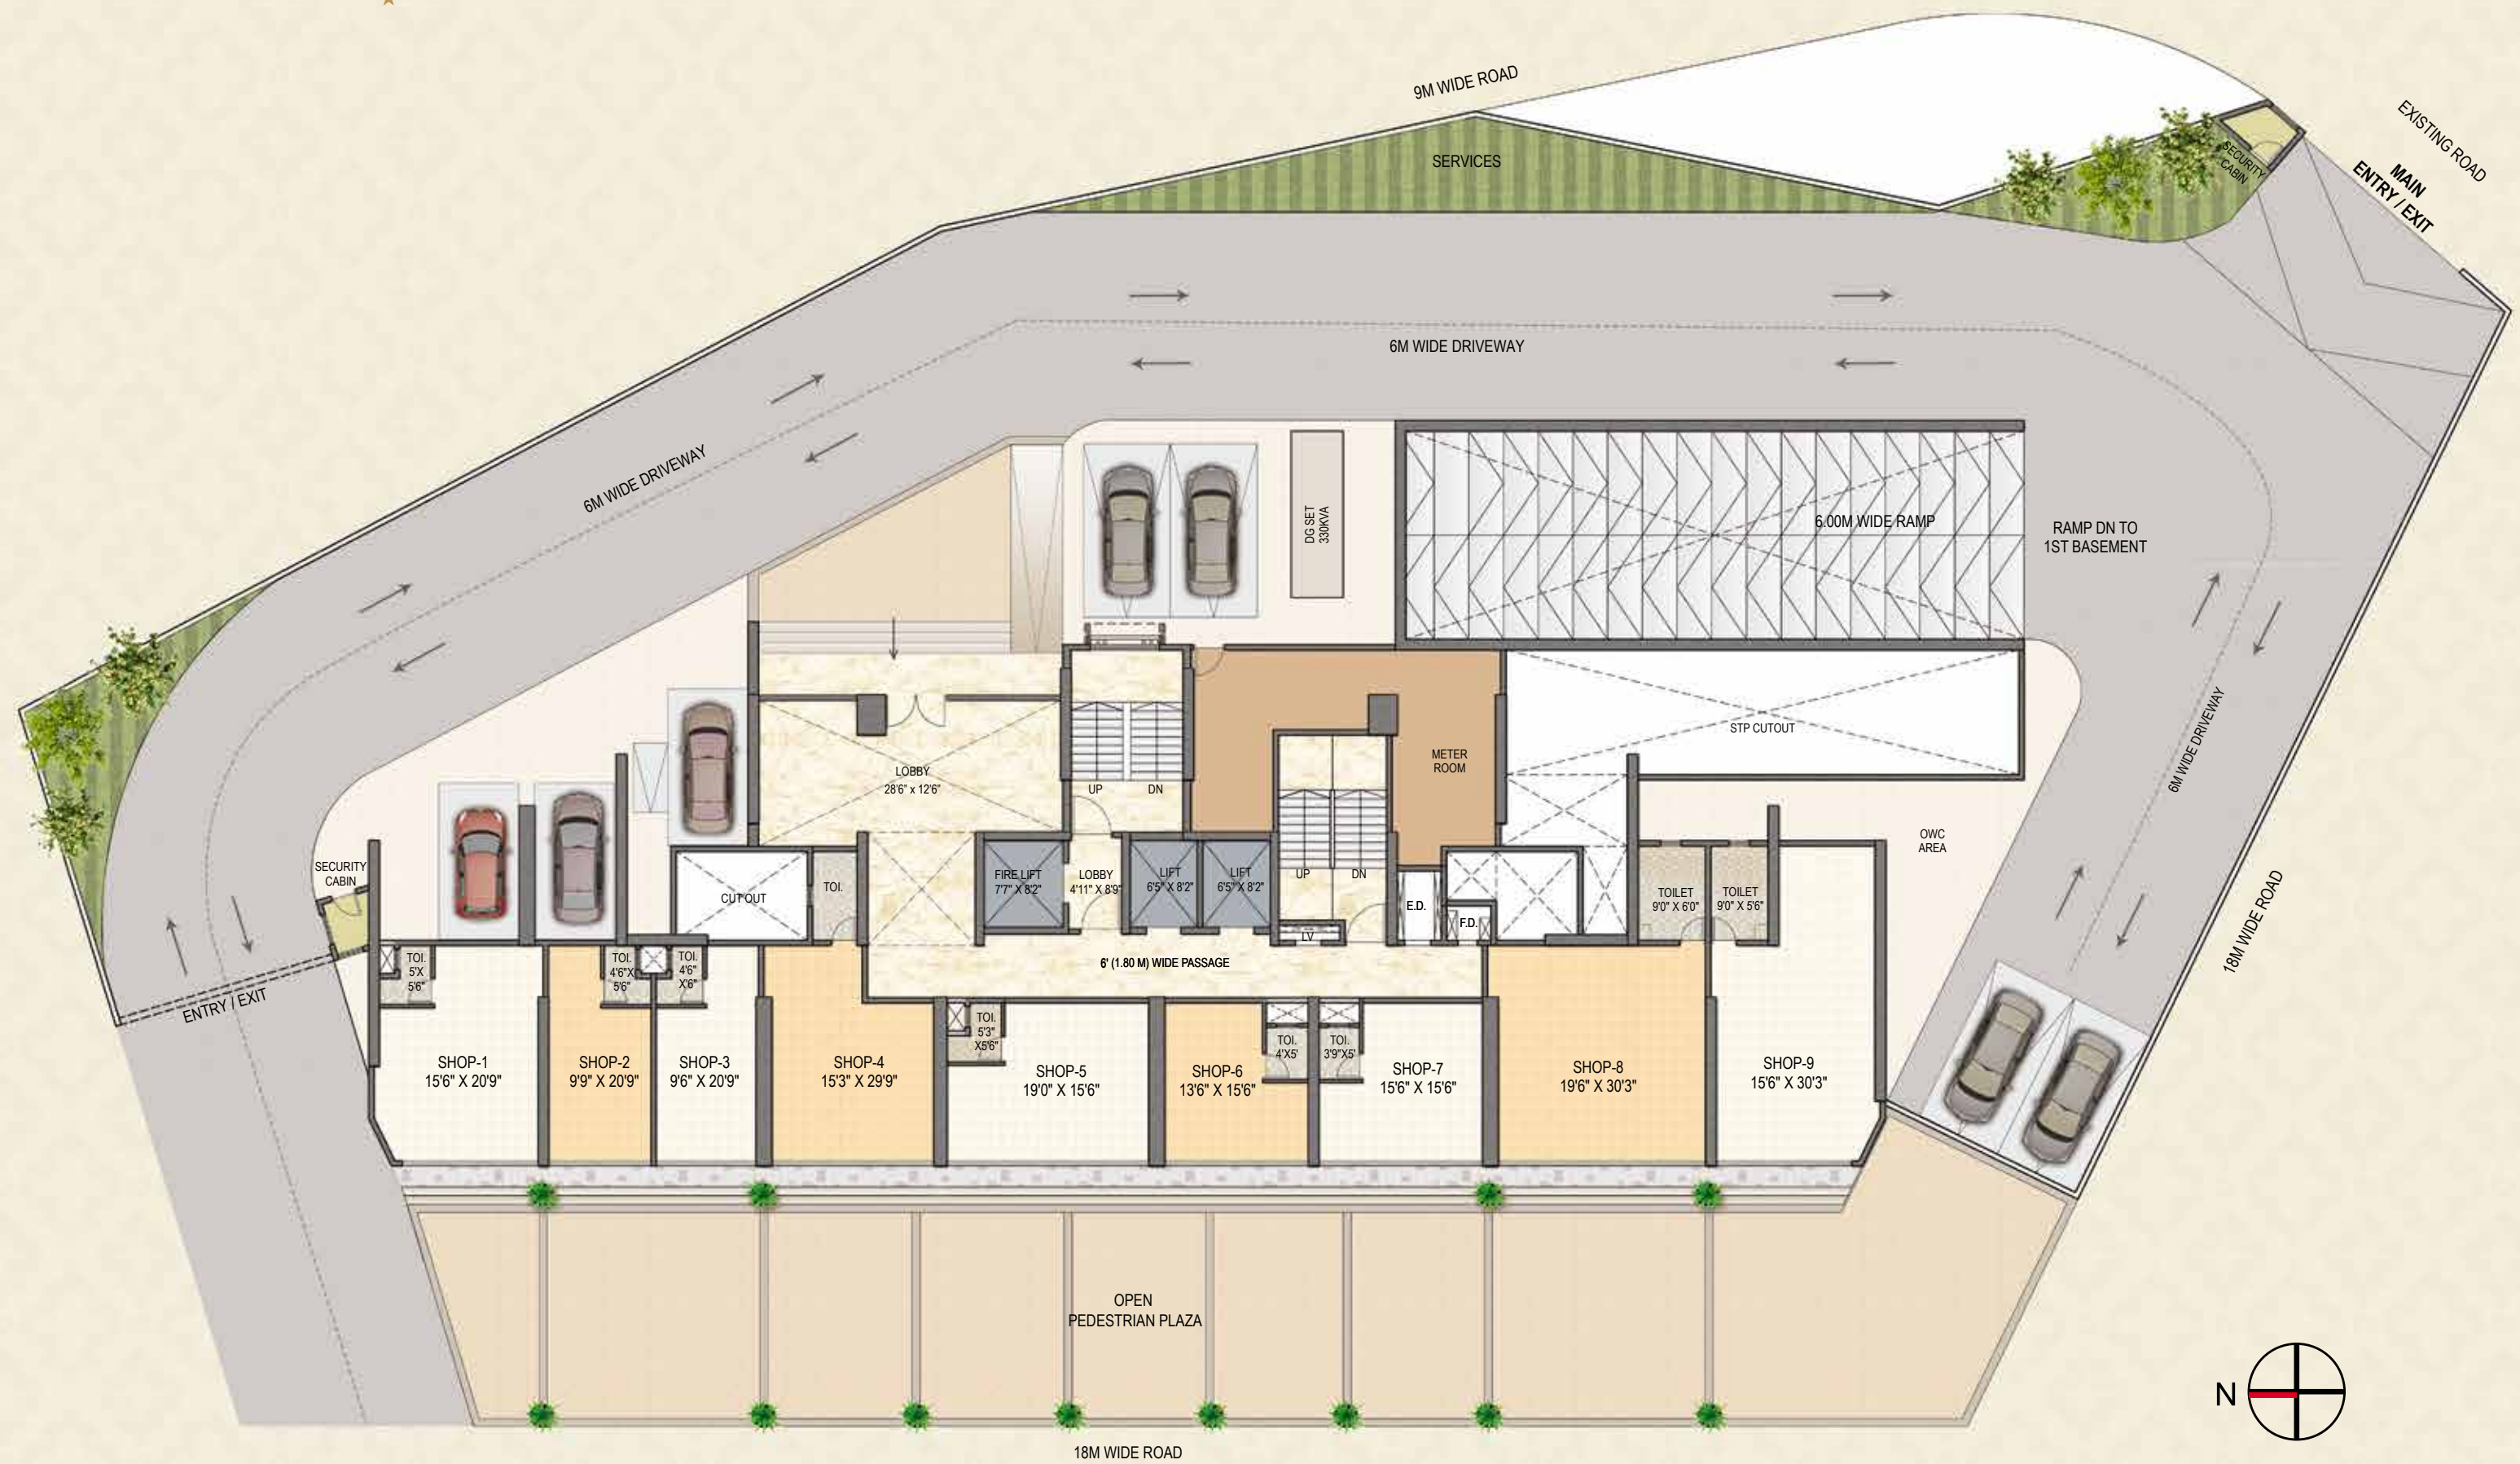 9M WIDE ROAD
EXISTING ROAD
MAIN
ENTRY / EXIT
SECURITY
CABIN
SERVICES
6M WIDE DRIVEWAY
6M WIDE DRIVEWAY
DG SET
330KVA
6.00M WIDE RAMP
RAMP DN TO
1ST BASEMENT
STP CUTOUT
6M WIDE DRIVEWAY
METER
ROOM
LOBBY
28'6" x 12'6"
UP
DN
OWC
AREA
SECURITY
CABIN
CUT OUT
TOI.
FIRE LIFT
7'7" X 8'2"
LOBBY
4'11" X 8'9"
LIFT
6'5" X 8'2"
LIFT
6'5" X 8'2"
UP
DN
E.D.
F.D.
LV
TOILET
9'0" X 6'0"
TOILET
9'0" X 5'6"
18M WIDE ROAD
ENTRY / EXIT
TOI.
5'X
5'6"
TOI.
4'6"X
5'6"
TOI.
4'6"
X'6"
6' (1.80 M) WIDE PASSAGE
TOI.
5'3"
X5'6"
TOI.
4'X5'
TOI.
3'9"X5'
SHOP-1
15'6" X 20'9"
SHOP-2
9'9" X 20'9"
SHOP-3
9'6" X 20'9"
SHOP-4
15'3" X 29'9"
SHOP-5
19'0" X 15'6"
SHOP-6
13'6" X 15'6"
SHOP-7
15'6" X 15'6"
SHOP-8
19'6" X 30'3"
SHOP-9
15'6" X 30'3"
OPEN
PEDESTRIAN PLAZA
N
18M WIDE ROAD